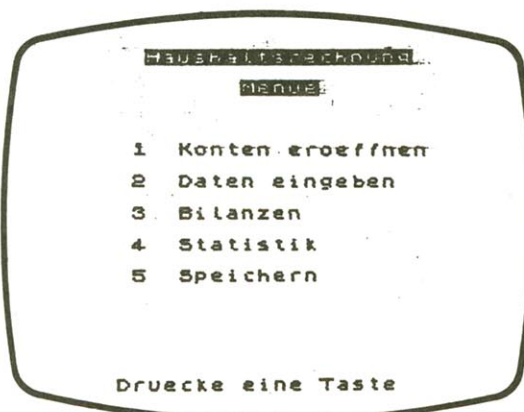 Haushaltsrechnung
Menue
1 Konten eroeffnen
2 Daten eingeben
3 Bilanzen
4 Statistik
5 Speichern
Druecke eine Taste